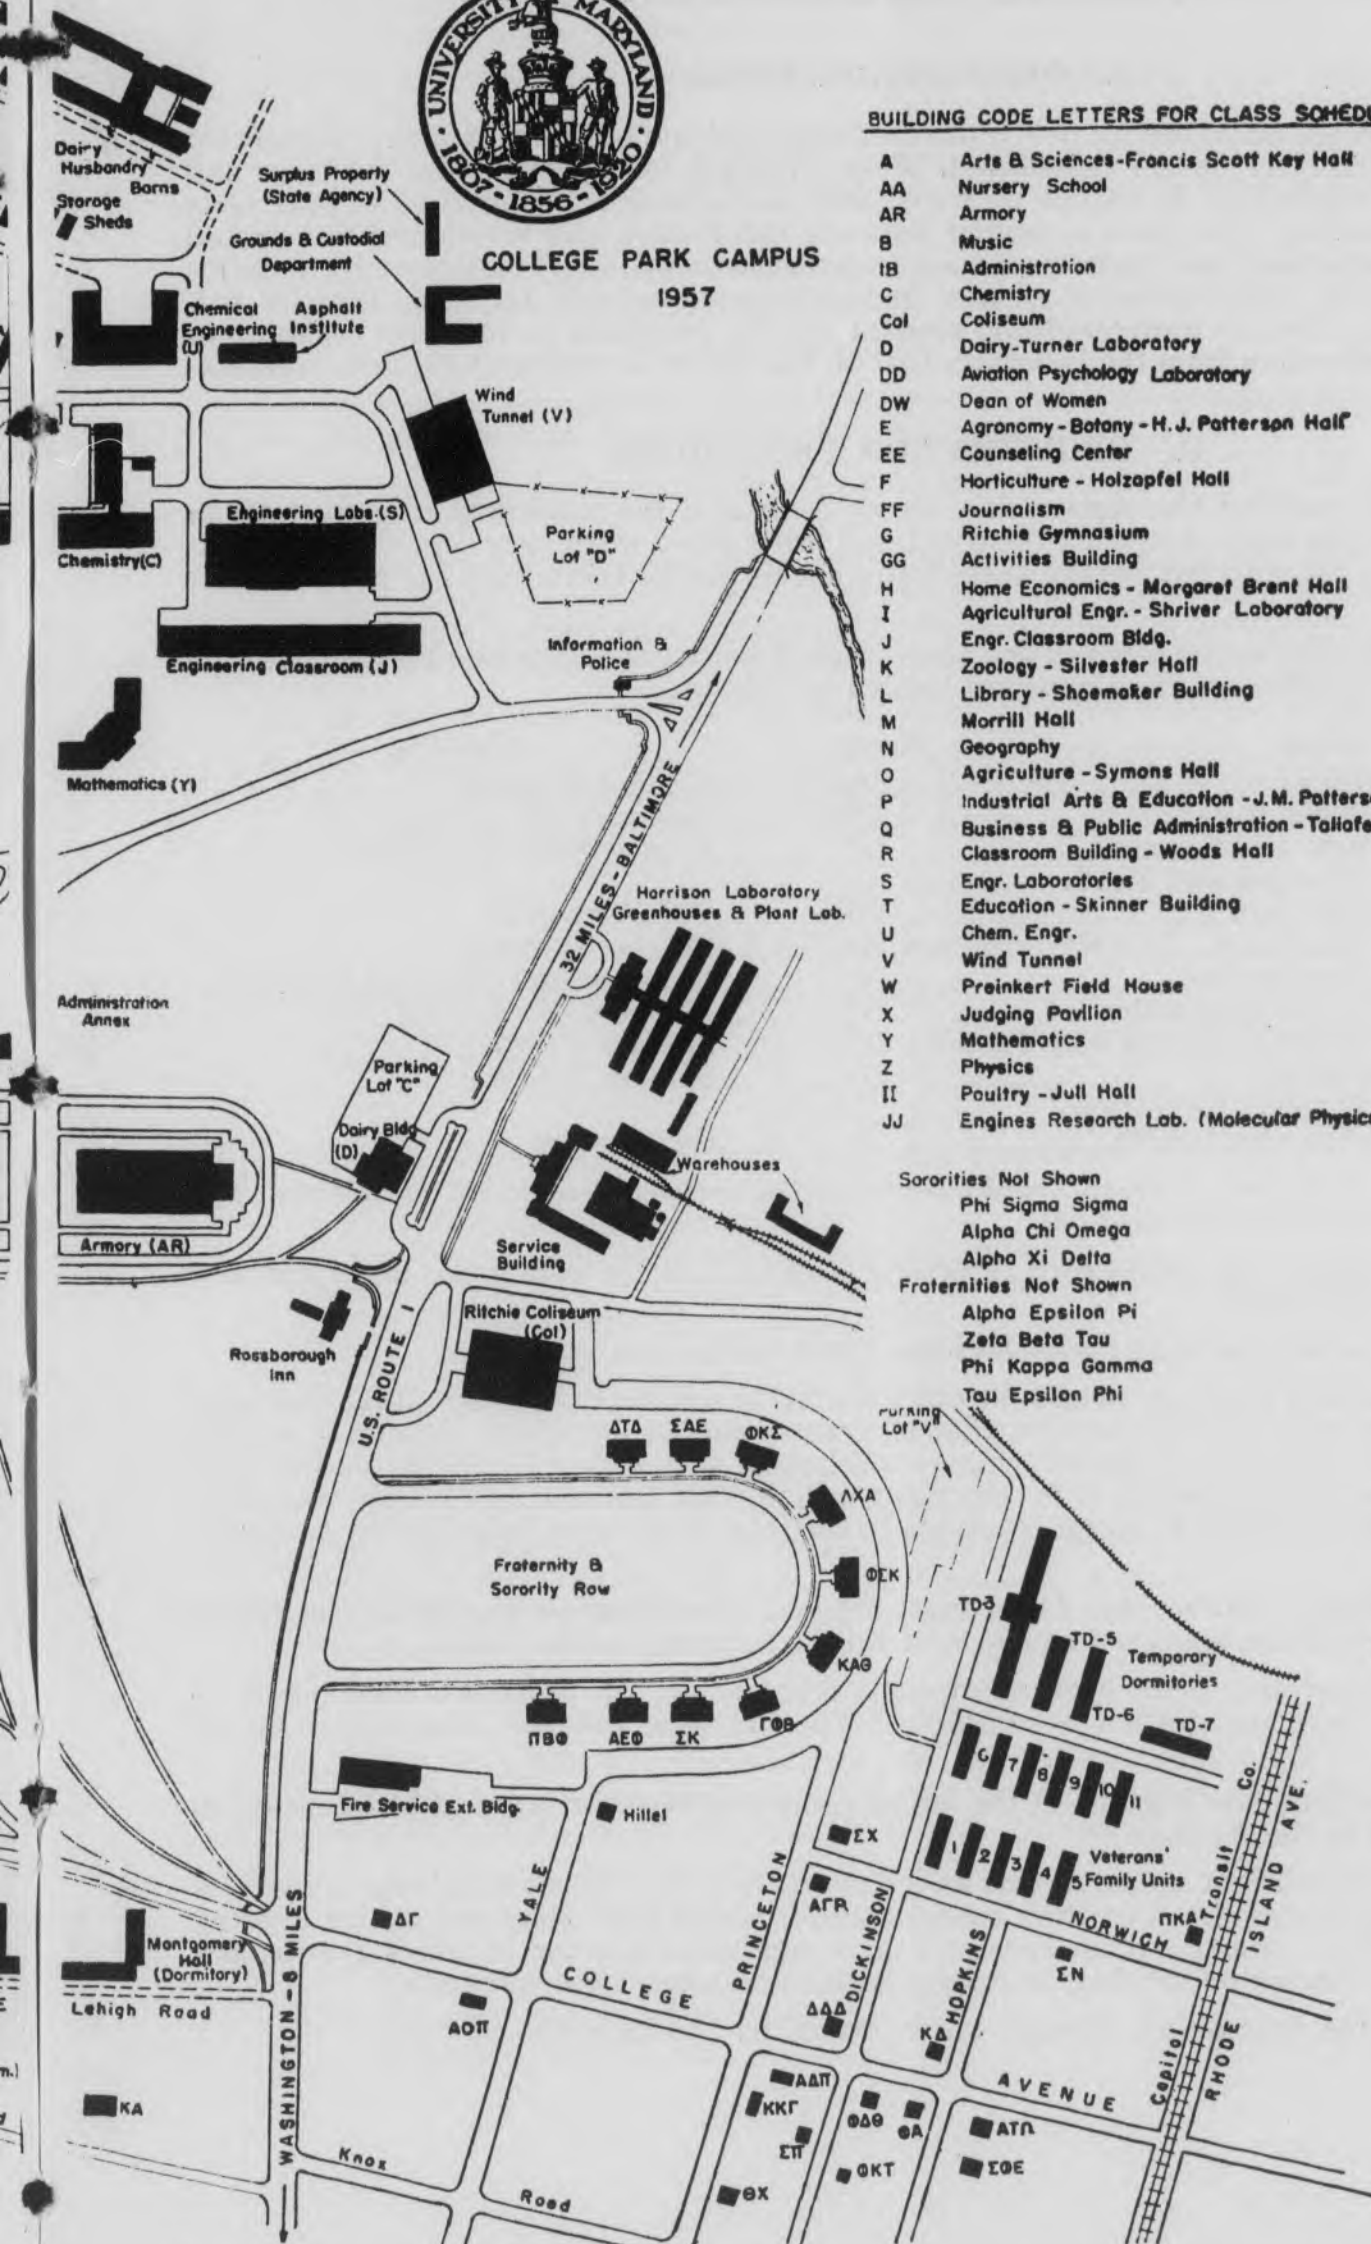 UNIVERSITY OF MARYLAND
· 1807 - 1856 - 1920 ·
COLLEGE PARK CAMPUS
1957
Dairy
Husbandry
Barns
Storage
Sheds
Surplus Property
(State Agency)
Grounds & Custodial
Department
Chemical
Engineering
(U)
Asphalt
Institute
Wind
Tunnel (V)
Engineering Labs.(S)
Chemistry(C)
Parking
Lot "D"
Engineering Classroom (J)
Information &
Police
Mathematics (Y)
32 MILES - BALTIMORE
Harrison Laboratory
Greenhouses & Plant Lab.
Administration
Annex
Parking
Lot "C"
Dairy Bldg
(D)
Warehouses
Armory (AR)
Service
Building
Ritchie Coliseum
(Col)
Rossborough
Inn
U.S. ROUTE 1
ΔΤΔ
ΣΑΕ
ΦΚΣ
ΛΧΑ
ΦΣΚ
ΚΑΘ
Fraternity &
Sorority Row
ΠΒΦ
ΑΕΦ
ΣΚ
ΓΦΒ
Fire Service Ext. Bldg.
Hillel
ΣΧ
ΔΓ
YALE
PRINCETON
ΑΓΡ
DICKINSON
HOPKINS
Montgomery
Hall
(Dormitory)
Lehigh Road
WASHINGTON - 8 MILES
COLLEGE
AVENUE
ΑΟΠ
ΔΔΔ
ΚΔ
ΣΝ
ΠΚΑ
NORWICH
ΚΑ
ΑΔΠ
ΚΚΓ
ΣΠ
ΦΔΘ
ΦΑ
ΑΤΩ
ΦΚΤ
ΣΦΕ
ΘΧ
Knox
Road
Capitol
Transit
Co.
RHODE
ISLAND AVE.
Parking
Lot "V"
TD-3
TD-5
TD-6
TD-7
Temporary
Dormitories
6 7 8 9 10 11
1 2 3 4 5
Veterans'
Family Units
BUILDING CODE LETTERS FOR CLASS
A Arts & Sciences-Francis Scott Key Hall
AA Nursery School
AR Armory
B Music
IB Administration
C Chemistry
Col Coliseum
D Dairy-Turner Laboratory
DD Aviation Psychology Laboratory
DW Dean of Women
E Agronomy - Botany - H.J. Patterson Hall
EE Counseling Center
F Horticulture - Holzapfel Hall
FF Journalism
G Ritchie Gymnasium
GG Activities Building
H Home Economics - Margaret Brent Hall
I Agricultural Engr. - Shriver Laboratory
J Engr. Classroom Bldg.
K Zoology - Silvester Hall
L Library - Shoemaker Building
M Morrill Hall
N Geography
O Agriculture - Symons Hall
P Industrial Arts & Education - J.M.
Q Business & Public Administration -
R Classroom Building - Woods Hall
S Engr. Laboratories
T Education - Skinner Building
U Chem. Engr.
V Wind Tunnel
W Preinkert Field House
X Judging Pavilion
Y Mathematics
Z Physics
II Poultry - Jull Hall
JJ Engines Research Lab. (Molecular
Sororities Not Shown
Phi Sigma Sigma
Alpha Chi Omega
Alpha Xi Delta
Fraternities Not Shown
Alpha Epsilon Pi
Zeta Beta Tau
Phi Kappa Gamma
Tau Epsilon Phi